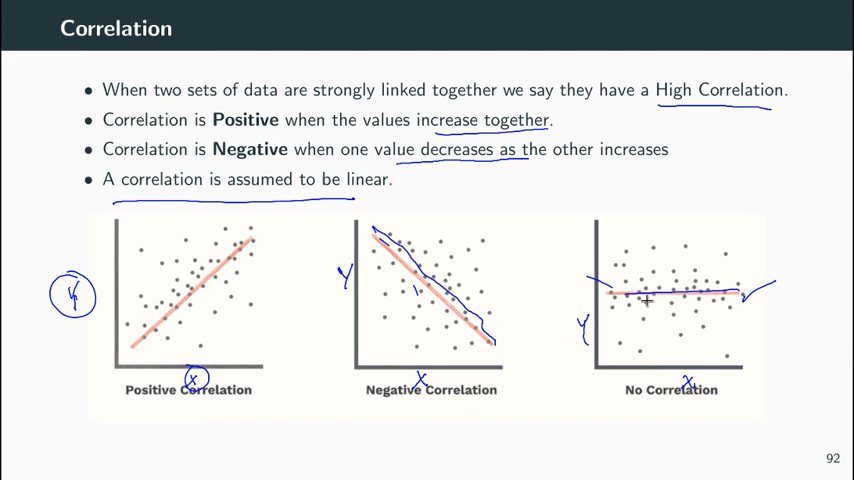 Correlation
• When two sets of data are strongly linked together we say they have a High Correlation.
• Correlation is Positive when the values increase together.
• Correlation is Negative when one value decreases as the other increases
• A correlation is assumed to be linear.
Y
Y
Y
x
x
x
Positive Correlation
Negative Correlation
No Correlation
92